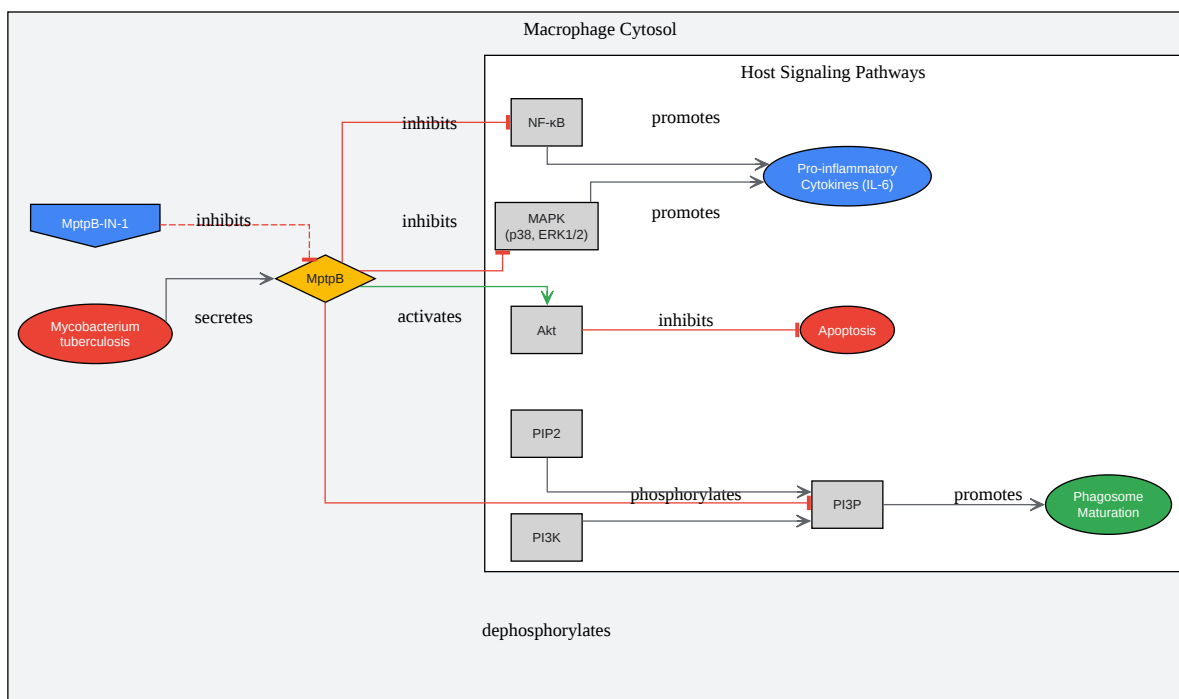 Macrophage Cytosol
Host Signaling Pathways
inhibits
NF-κB
promotes
Pro-inflammatory
Cytokines (IL-6)
MptpB-IN-1
inhibits
inhibits
MAPK
(p38, ERK1/2)
promotes
MptpB
Mycobacterium
tuberculosis
secretes
activates
Akt
inhibits
Apoptosis
PIP2
phosphorylates
PI3P
promotes
Phagosome
Maturation
PI3K
dephosphorylates